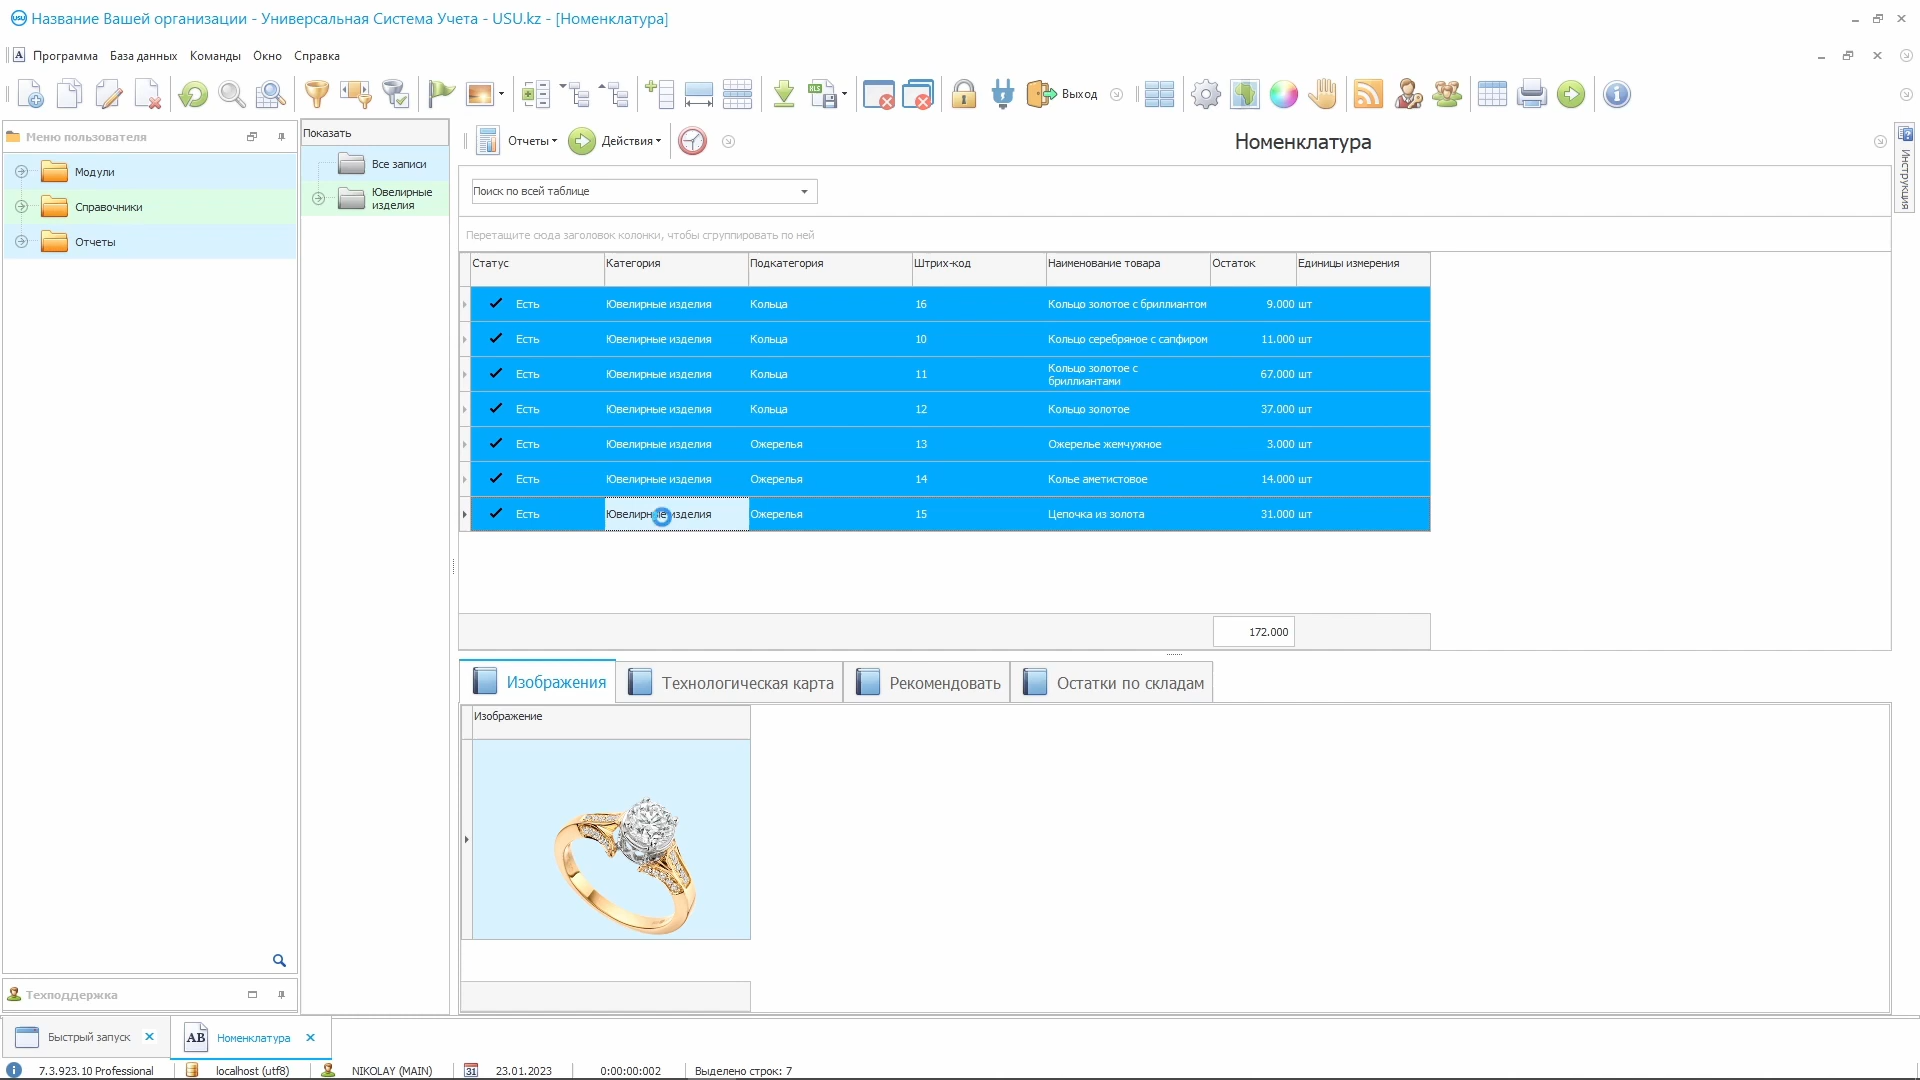 Название Вашей организации - Универсальная Система Учета - USU.kz - [Номенклатура]
Программа База данных Команды Окно Справка
Выход
Меню пользователя
Модули
Справочники
Отчеты
Показать
Все записи
Ювелирные
изделия
Отчеты Действия
Номенклатура
Инструкция
Поиск по всей таблице
Перетащите сюда заголовок колонки, чтобы сгруппировать по ней
Статус Категория Подкатегория Штрих-код Наименование товара Остаток Единицы измерения
Есть Ювелирные изделия Кольца 16 Кольцо золотое с бриллиантом 9.000 шт
Есть Ювелирные изделия Кольца 10 Кольцо серебряное с сапфиром 11.000 шт
Есть Ювелирные изделия Кольца 11 Кольцо золотое с
бриллиантами 67.000 шт
Есть Ювелирные изделия Кольца 12 Кольцо золотое 37.000 шт
Есть Ювелирные изделия Ожерелья 13 Ожерелье жемчужное 3.000 шт
Есть Ювелирные изделия Ожерелья 14 Колье аметистовое 14.000 шт
Есть Ювелирные изделия Ожерелья 15 Цепочка из золота 31.000 шт
172.000
Изображения Технологическая карта Рекомендовать Остатки по складам
Изображение
Техподдержка
Быстрый запуск Номенклатура
7.3.923.10 Professional localhost (utf8) NIKOLAY (MAIN) 23.01.2023 0:00:00:002 Выделено строк: 7